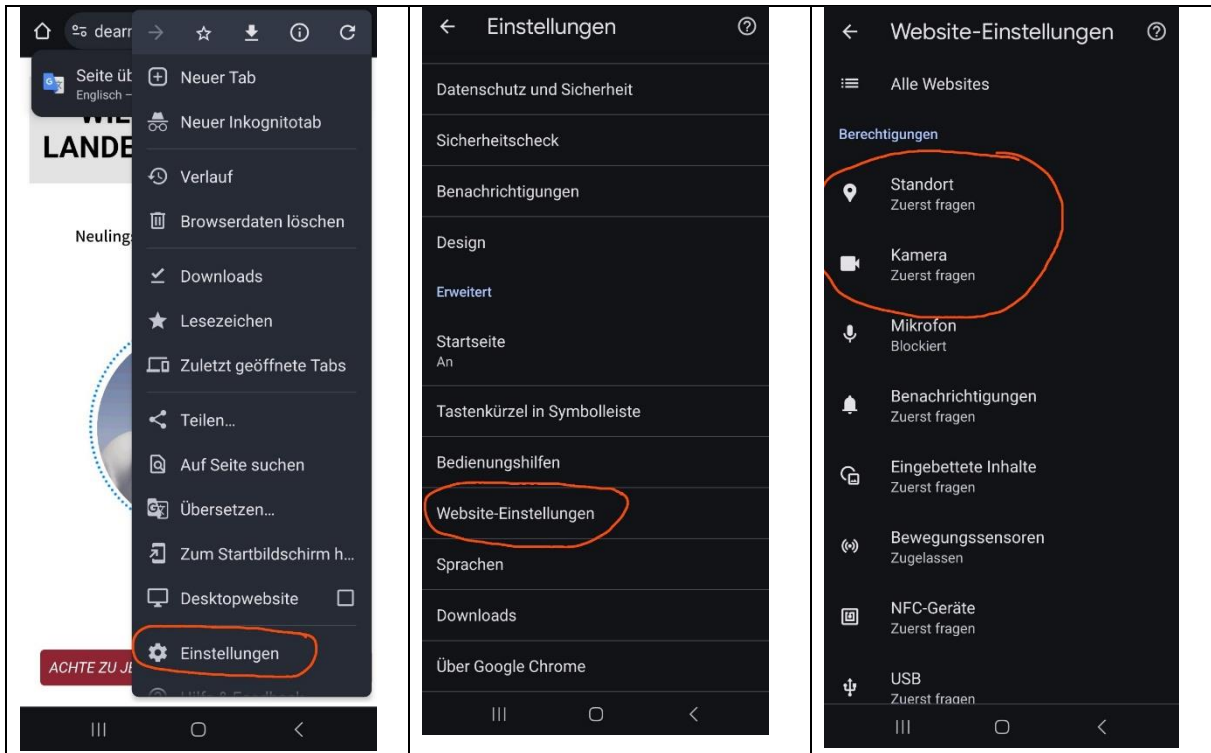 dearr
Seite üb
Englisch –
LANDE
Neulings
ACHTE ZU JE
Neuer Tab
Neuer Inkognitotab
Verlauf
Browserdaten löschen
Downloads
Lesezeichen
Zuletzt geöffnete Tabs
Teilen…
Auf Seite suchen
Übersetzen…
Zum Startbildschirm h…
Desktopwebsite
Einstellungen
Einstellungen
Datenschutz und Sicherheit
Sicherheitscheck
Benachrichtigungen
Design
Erweitert
Startseite
An
Tastenkürzel in Symbolleiste
Bedienungshilfen
Website-Einstellungen
Sprachen
Downloads
Über Google Chrome
Website-Einstellungen
Alle Websites
Berechtigungen
Standort
Zuerst fragen
Kamera
Zuerst fragen
Mikrofon
Blockiert
Benachrichtigungen
Zuerst fragen
Eingebettete Inhalte
Zuerst fragen
Bewegungssensoren
Zugelassen
NFC-Geräte
Zuerst fragen
USB
Zuerst fragen